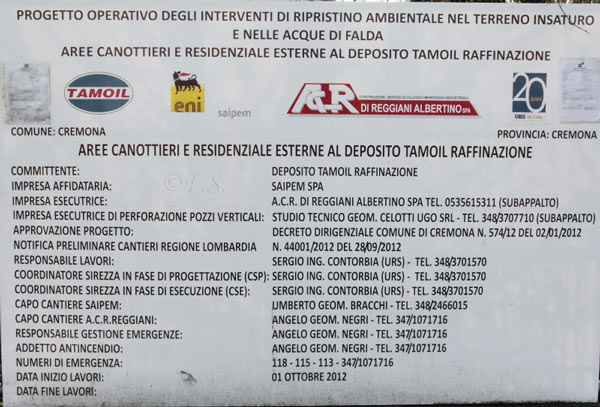 PROGETTO OPERATIVO DEGLI INTERVENTI DI RIPRISTINO AMBIENTALE NEL TERRENO INSATURO
E NELLE ACQUE DI FALDA
AREE CANOTTIERI E RESIDENZIALE ESTERNE AL DEPOSITO TAMOIL RAFFINAZIONE
TAMOIL
eni
saipem
A.C.R.
DI REGGIANI ALBERTINO SPA
20
COMUNE: CREMONA
PROVINCIA: CREMONA
AREE CANOTTIERI E RESIDENZIALE ESTERNE AL DEPOSITO TAMOIL RAFFINAZIONE
COMMITTENTE: DEPOSITO TAMOIL RAFFINAZIONE
IMPRESA AFFIDATARIA: SAIPEM SPA
IMPRESA ESECUTRICE: A.C.R. DI REGGIANI ALBERTINO SPA TEL. 0535615311 (SUBAPPALTO)
IMPRESA ESECUTRICE DI PERFORAZIONE POZZI VERTICALI: STUDIO TECNICO GEOM. CELOTTI UGO SRL - TEL. 348/3707710 (SUBAPPALTO)
APPROVAZIONE PROGETTO: DECRETO DIRIGENZIALE COMUNE DI CREMONA N. 574/12 DEL 02/01/2012
NOTIFICA PRELIMINARE CANTIERI REGIONE LOMBARDIA N. 44001/2012 DEL 28/09/2012
RESPONSABILE LAVORI: SERGIO ING. CONTORBIA (URS) - TEL. 348/3701570
COORDINATORE SIREZZA IN FASE DI PROGETTAZIONE (CSP): SERGIO ING. CONTORBIA (URS) - TEL. 348/3701570
COORDINATORE SIREZZA IN FASE DI ESECUZIONE (CSE): SERGIO ING. CONTORBIA (URS) - TEL. 348/3701570
CAPO CANTIERE SAIPEM: UMBERTO GEOM. BRACCHI - TEL. 348/2466015
CAPO CANTIERE A.C.R.REGGIANI: ANGELO GEOM. NEGRI - TEL. 347/1071716
RESPONSABILE GESTIONE EMERGENZE: ANGELO GEOM. NEGRI - TEL. 347/1071716
ADDETTO ANTINCENDIO: ANGELO GEOM. NEGRI - TEL. 347/1071716
NUMERI DI EMERGENZA: 118 - 115 - 113 - 347/1071716
DATA INIZIO LAVORI: 01 OTTOBRE 2012
DATA FINE LAVORI: